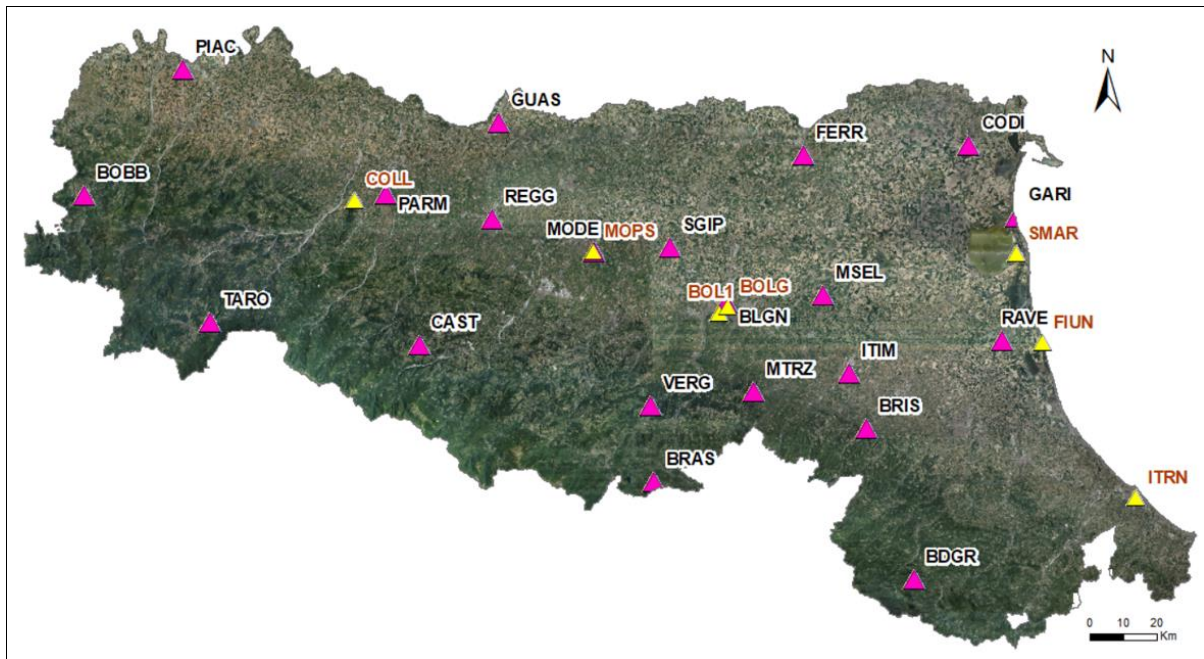 PIAC
N
GUAS
FERR
CODI
BOBB
COLL
PARM
GARI
REGG
MODE
MOPS
SGIP
SMAR
MSEL
BOL1
BOLG
BLGN
TARO
CAST
RAVE
FIUN
ITIM
MTRZ
VERG
BRIS
BRAS
ITRN
BDGR
0 10 20
Km